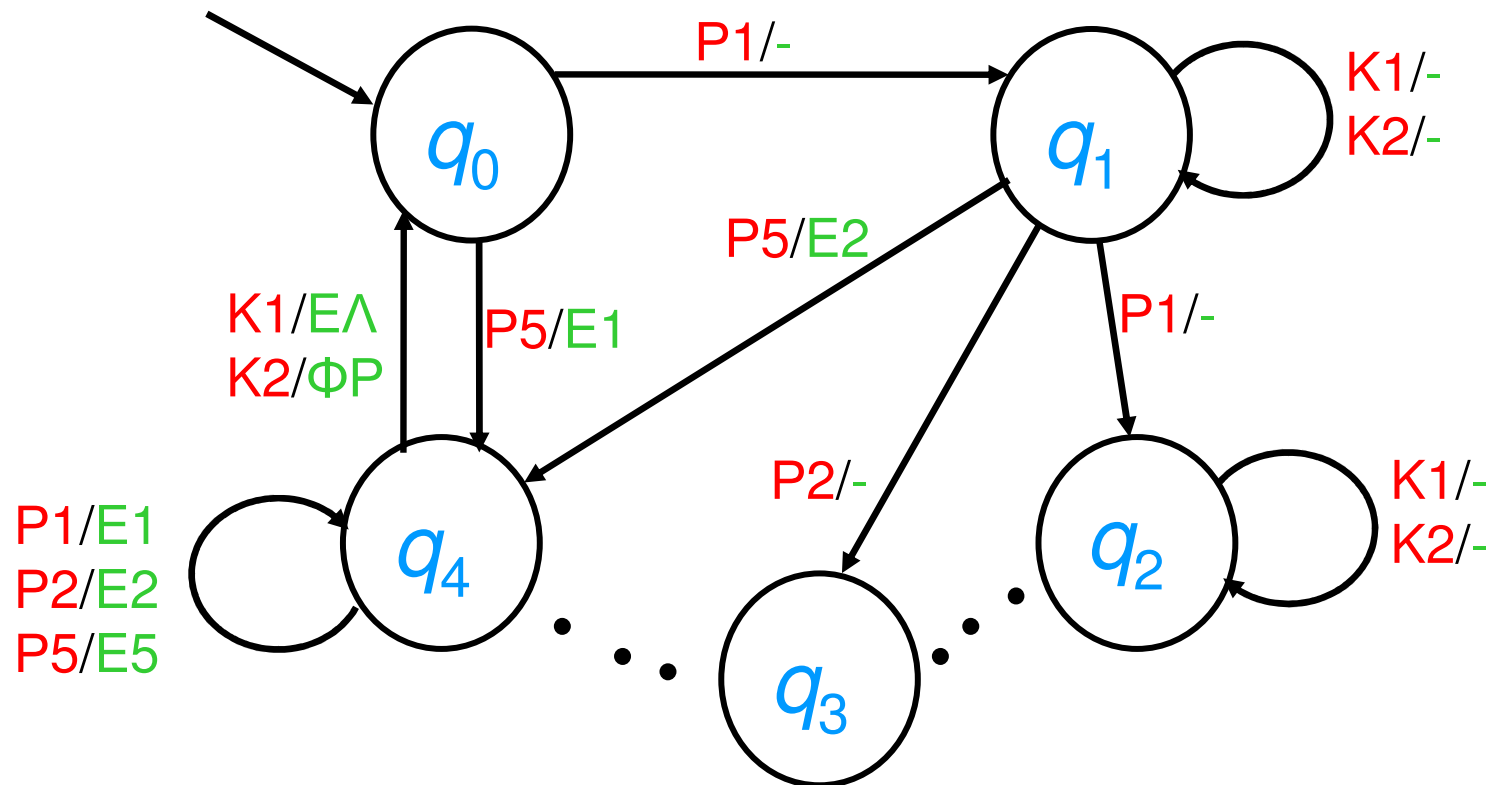 P1/-
q0
q1
K1/-
K2/-
P5/E2
K1/ΕΛ
K2/ΦΡ
P5/E1
P1/-
P2/-
K1/-
K2/-
P1/E1
P2/E2
P5/E5
q4
q2
q3